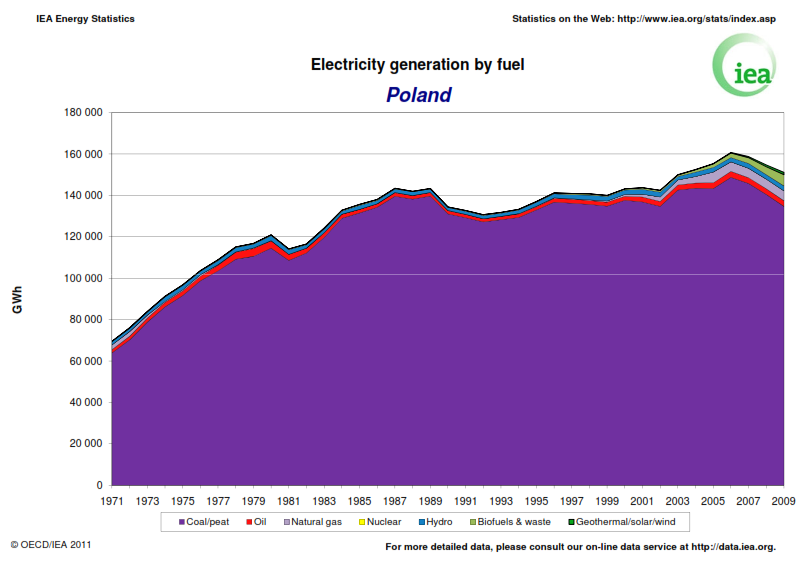 IEA Energy Statistics
Statistics on the Web: http://www.iea.org/stats/index.asp
iea
Electricity generation by fuel
Poland
180 000
160 000
140 000
120 000
100 000
80 000
60 000
40 000
20 000
0
GWh
1971 1973 1975 1977 1979 1981 1983 1985 1987 1989 1991 1993 1995 1997 1999 2001 2003 2005 2007 2009
Coal/peat Oil Natural gas Nuclear Hydro Biofuels & waste Geothermal/solar/wind
© OECD/IEA 2011
For more detailed data, please consult our on-line data service at http://data.iea.org.